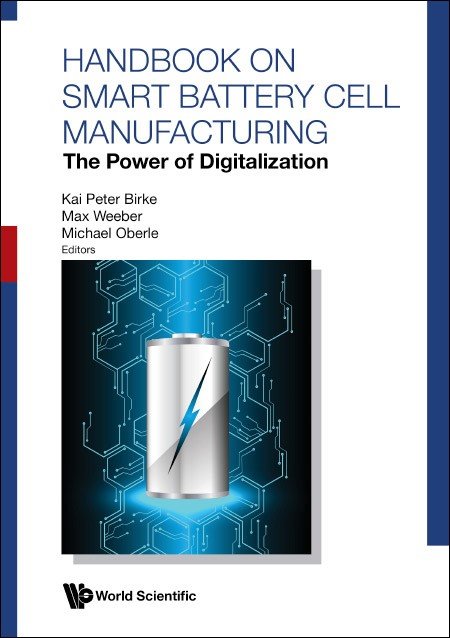 HANDBOOK ON
SMART BATTERY CELL
MANUFACTURING
The Power of Digitalization
Kai Peter Birke
Max Weeber
Michael Oberle
Editors
World Scientific